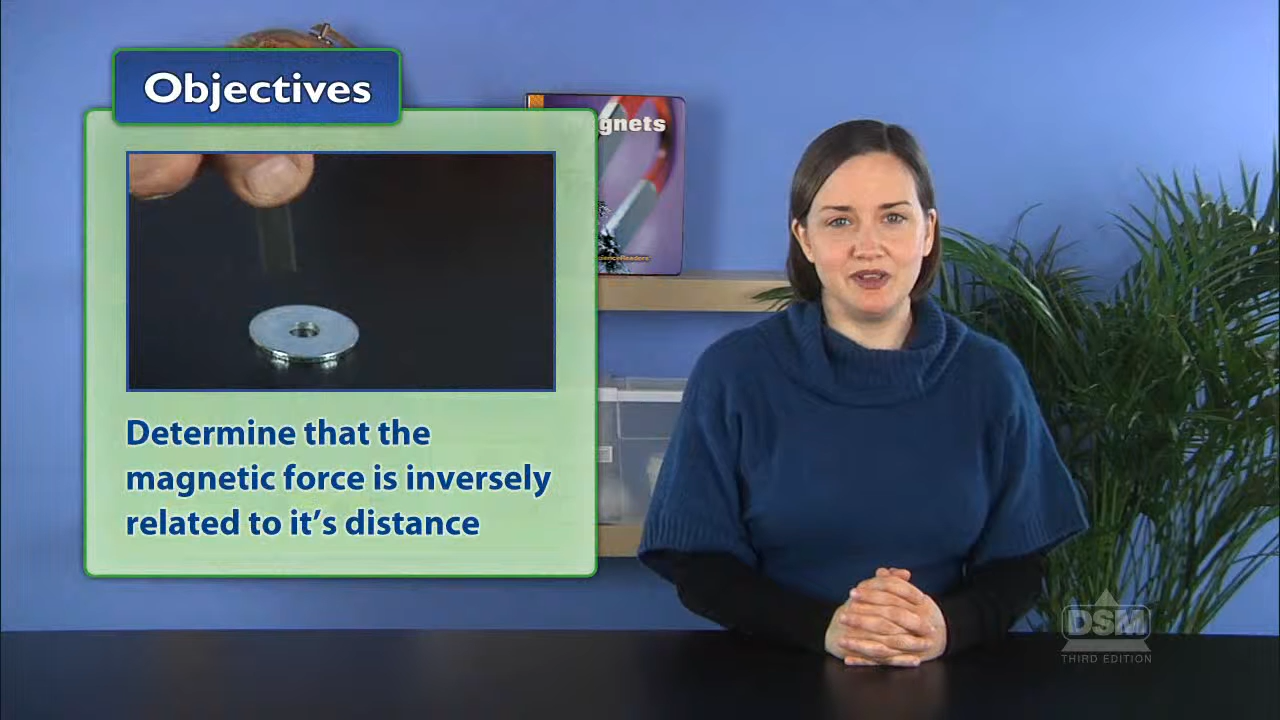 Objectives
gnets
Determine that the
magnetic force is inversely
related to it’s distance
DSM
THIRD EDITION